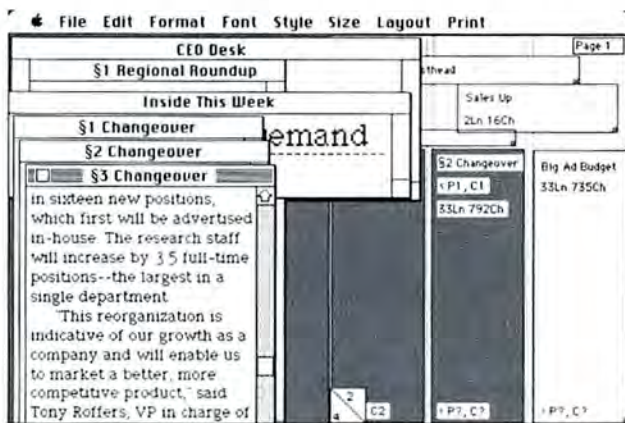 File Edit Format Font Style Size Layout Print
CEO Desk
Page 1
§1 Regional Roundup
sthead
Inside This Week
Sales Up
2Ln 16Ch
§1 Changeover
emand
§2 Changeover
§3 Changeover
in sixteen new positions,
which first will be advertised
in-house. The research staff
will increase by 3.5 full-time
positions--the largest in a
single department.
"This reorganization is
indicative of our growth as a
company and will enable us
to market a better, more
competitive product," said
Tony Roffers, VP in charge of
2
4
C2
§2 Changeover
‹P1, C1
33Ln 792Ch
‹P?, C?
Big Ad Budget
33Ln 735Ch
‹P?, C?